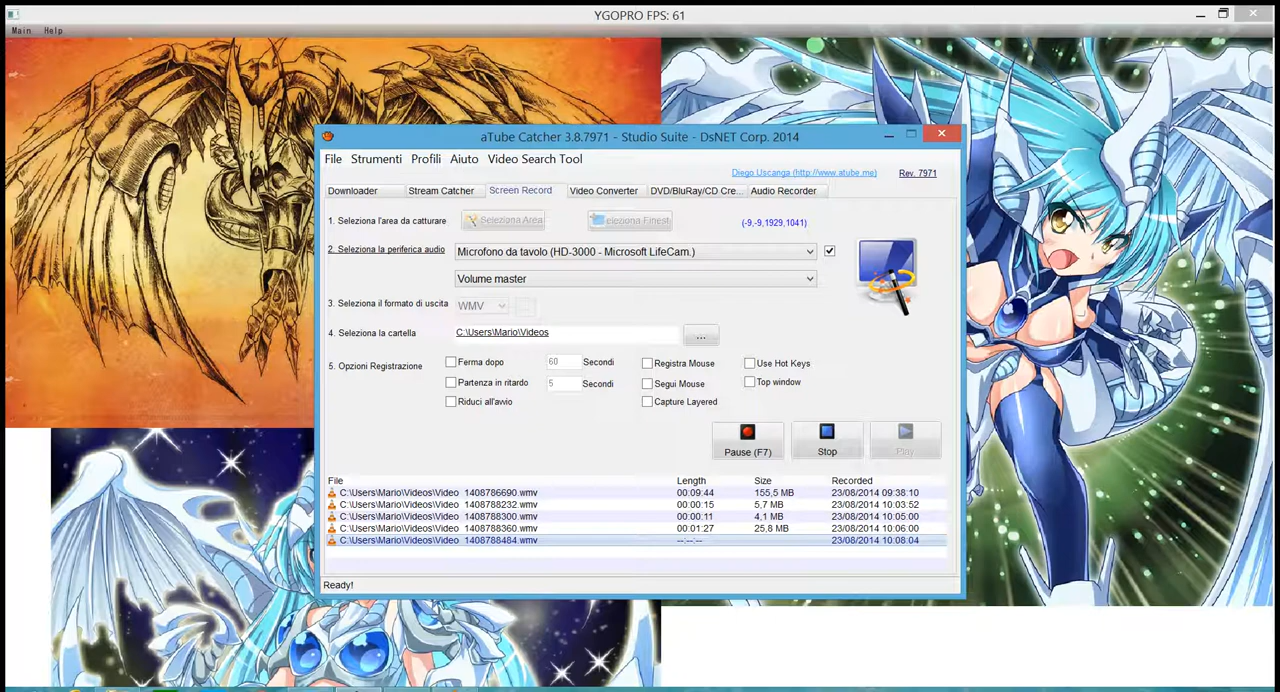 YGOPRO FPS: 61
Main Help
aTube Catcher 3.8.7971 - Studio Suite - DsNET Corp. 2014
File Strumenti Profili Aiuto Video Search Tool
Diego Uscanga (http://www.atube.me) Rev. 7971
Downloader Stream Catcher Screen Record Video Converter DVD/BluRay/CD Cre... Audio Recorder
1. Seleziona l'area da catturare Seleziona Area eleziona Finest (-9,-9,1929,1041)
2. Seleziona la periferica audio Microfono da tavolo (HD-3000 - Microsoft LifeCam.)
Volume master
3. Seleziona il formato di uscita WMV
4. Seleziona la cartella C:\Users\Mario\Videos ...
5. Opzioni Registrazione Ferma dopo 60 Secondi Registra Mouse Use Hot Keys
Partenza in ritardo 5 Secondi Segui Mouse Top window
Riduci all'avvio Capture Layered
Pause (F7) Stop Play
File Length Size Recorded
C:\Users\Mario\Videos\Video 1408786690.wmv 00:09:44 155,5 MB 23/08/2014 09:38:10
C:\Users\Mario\Videos\Video 1408788232.wmv 00:00:15 5,7 MB 23/08/2014 10:03:52
C:\Users\Mario\Videos\Video 1408788300.wmv 00:00:11 4,1 MB 23/08/2014 10:05:00
C:\Users\Mario\Videos\Video 1408788360.wmv 00:01:27 25,8 MB 23/08/2014 10:06:00
C:\Users\Mario\Videos\Video 1408788484.wmv --:--:-- 23/08/2014 10:08:04
Ready!